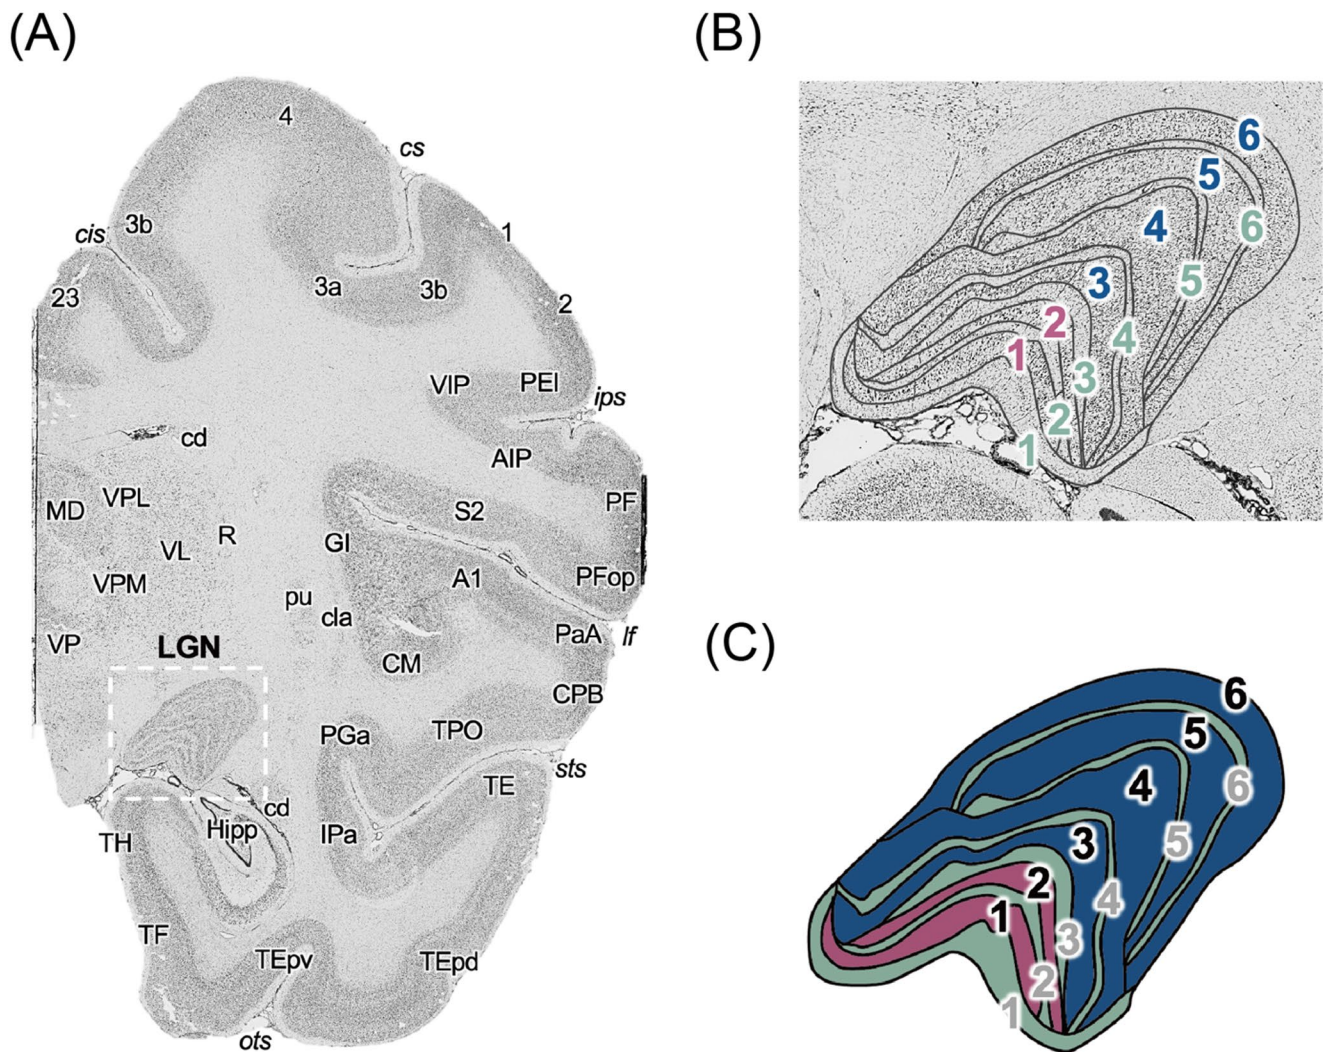 (A)
4
cs
3b
cis
1
23
3a
3b
2
VIP
PEI
ips
cd
AIP
MD
VPL
S2
PF
R
GI
VL
A1
PFop
VPM
pu
cla
PaA
lf
VP
LGN
CM
CPB
PGa
TPO
sts
TE
cd
Hipp
IPa
TH
TF
TEpv
TEpd
ots
(B)
6
5
4
6
3
5
2
4
1
3
2
1
(C)
6
5
4
6
3
5
2
4
1
3
2
1